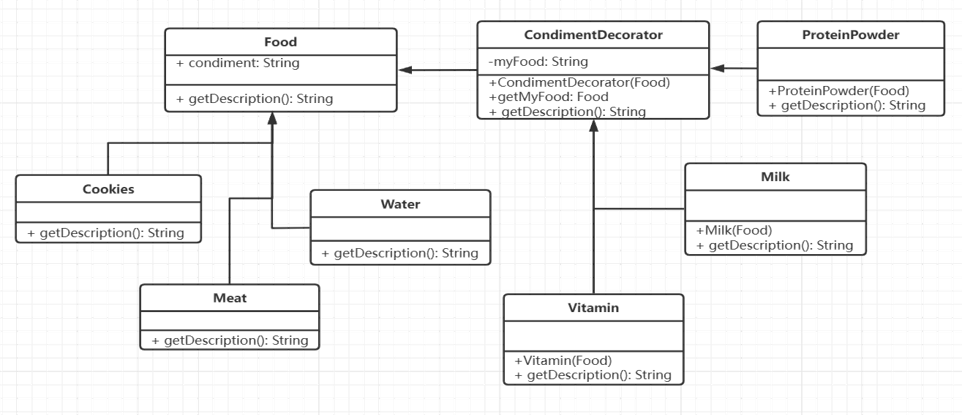 Food
+ condiment: String
+ getDescription(): String
CondimentDecorator
-myFood: String
+CondimentDecorator(Food)
+getMyFood: Food
+ getDescription(): String
ProteinPowder
+ProteinPowder(Food)
+ getDescription(): String
Cookies
+ getDescription(): String
Water
+ getDescription(): String
Milk
+Milk(Food)
+ getDescription(): String
Meat
+ getDescription(): String
Vitamin
+Vitamin(Food)
+ getDescription(): String